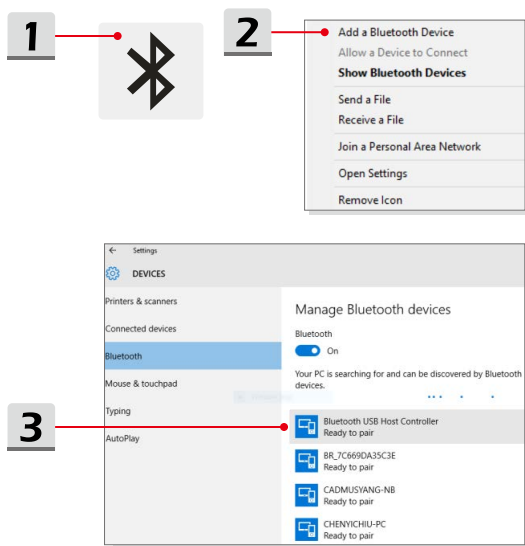 1
2
Add a Bluetooth Device
Allow a Device to Connect
Show Bluetooth Devices
Send a File
Receive a File
Join a Personal Area Network
Open Settings
Remove Icon
Settings
DEVICES
Printers & scanners
Connected devices
Bluetooth
Mouse & touchpad
Typing
AutoPlay
Manage Bluetooth devices
Bluetooth
On
Your PC is searching for and can be discovered by Bluetooth
devices.
3
Bluetooth USB Host Controller
Ready to pair
BR_7C669DA35C3E
Ready to pair
CADMUSYANG-NB
Ready to pair
CHENYICHIU-PC
Ready to pair